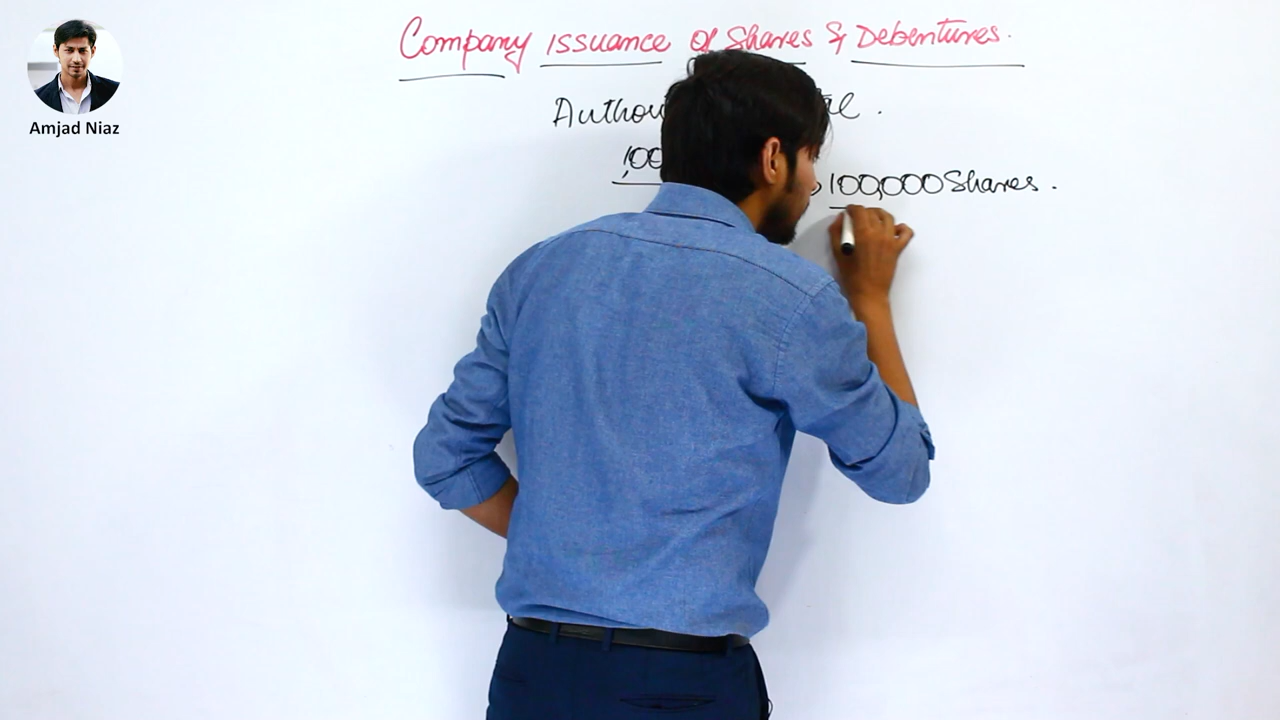 Company issuance of Shares & Debentures.
Amjad Niaz
100,000 Shares.